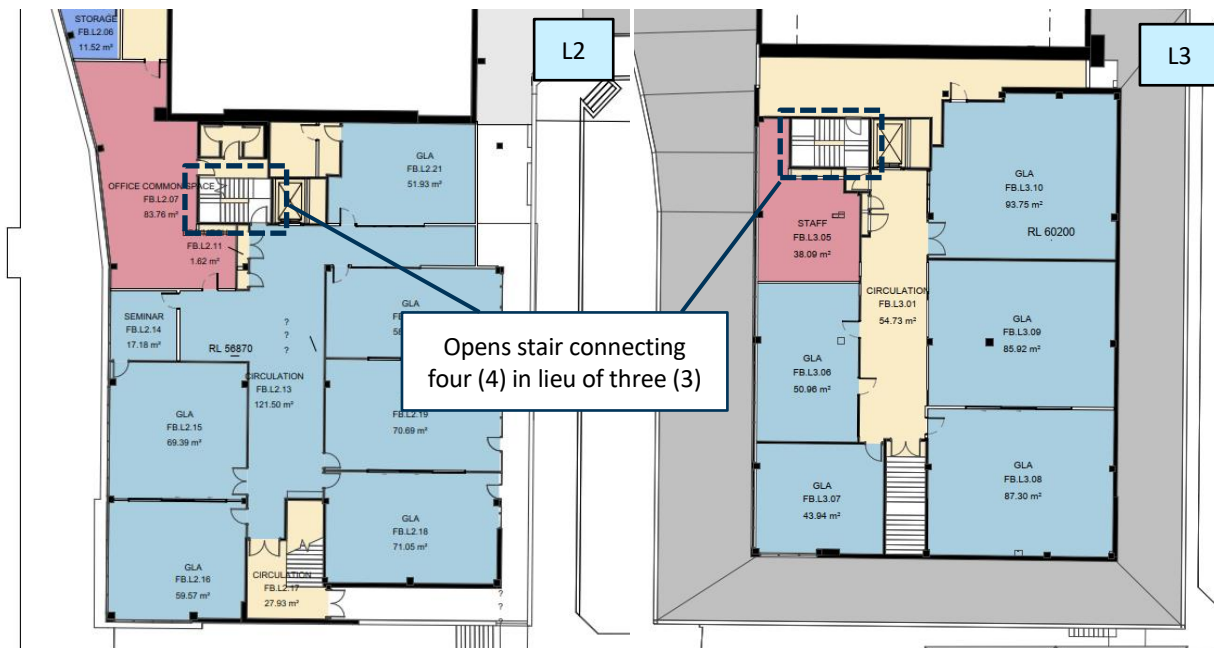 STORAGE
FB.L2.06
11.52 m²
L2
OFFICE COMMON SPACE
FB.L2.07
83.76 m²
GLA
FB.L2.21
51.93 m²
FB.L2.11
1.62 m²
SEMINAR
FB.L2.14
17.18 m²
RL 56870
?
?
?
CIRCULATION
FB.L2.13
121.50 m²
GLA
GLA
FB.L2.15
69.39 m²
FB.L2.19
70.69 m²
GLA
FB.L2.18
71.05 m²
GLA
FB.L2.16
59.57 m²
CIRCULATION
FB.L2.17
27.93 m²
?
?
?
Opens stair connecting
four (4) in lieu of three (3)
L3
GLA
FB.L3.10
93.75 m²
RL 60200
STAFF
FB.L3.05
38.09 m²
CIRCULATION
FB.L3.01
54.73 m²
GLA
FB.L3.09
85.92 m²
GLA
FB.L3.06
50.96 m²
GLA
FB.L3.08
87.30 m²
GLA
FB.L3.07
43.94 m²